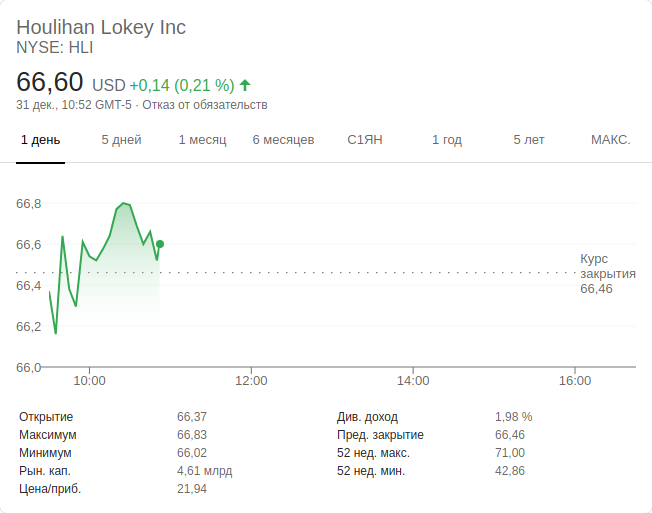 Houlihan Lokey Inc
NYSE: HLI
66,60 USD +0,14 (0,21 %)
31 дек., 10:52 GMT-5 · Отказ от обязательств
1 день 5 дней 1 месяц 6 месяцев С1ЯН 1 год 5 лет МАКС.
66,8
66,6
66,4
66,2
66,0
Курс
закрытия
66,46
10:00 12:00 14:00 16:00
Открытие 66,37
Максимум 66,83
Минимум 66,02
Рын. кап. 4,61 млрд
Цена/приб. 21,94
Див. доход 1,98 %
Пред. закрытие 66,46
52 нед. макс. 71,00
52 нед. мин. 42,86